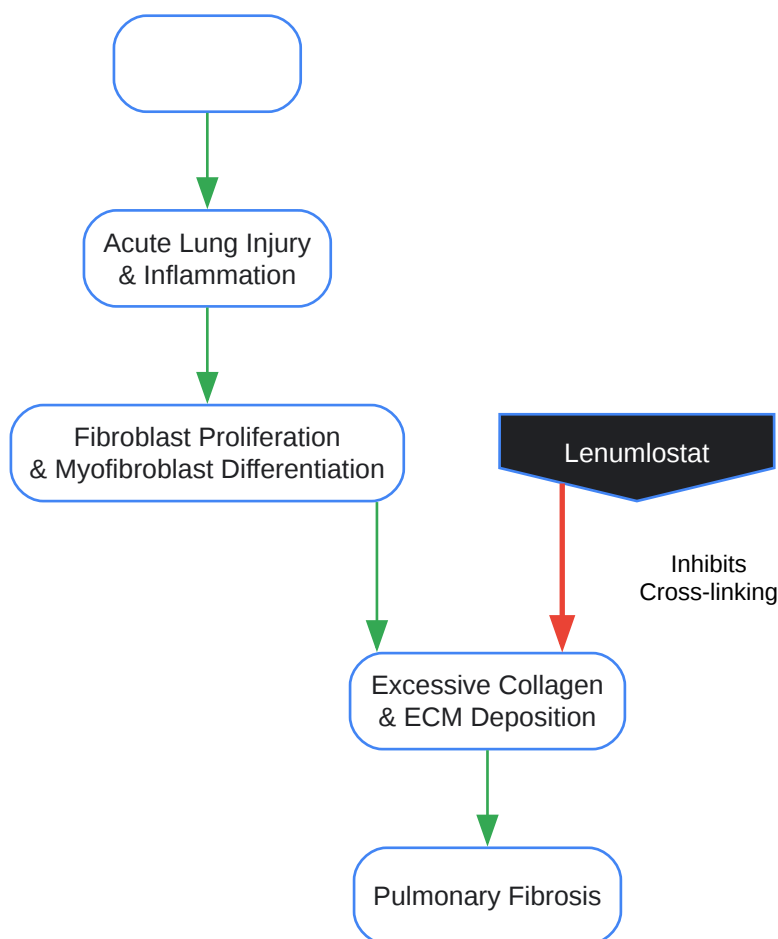 Acute Lung Injury
& Inflammation
Fibroblast Proliferation
& Myofibroblast Differentiation
Lenumlostat
Inhibits
Cross-linking
Excessive Collagen
& ECM Deposition
Pulmonary Fibrosis